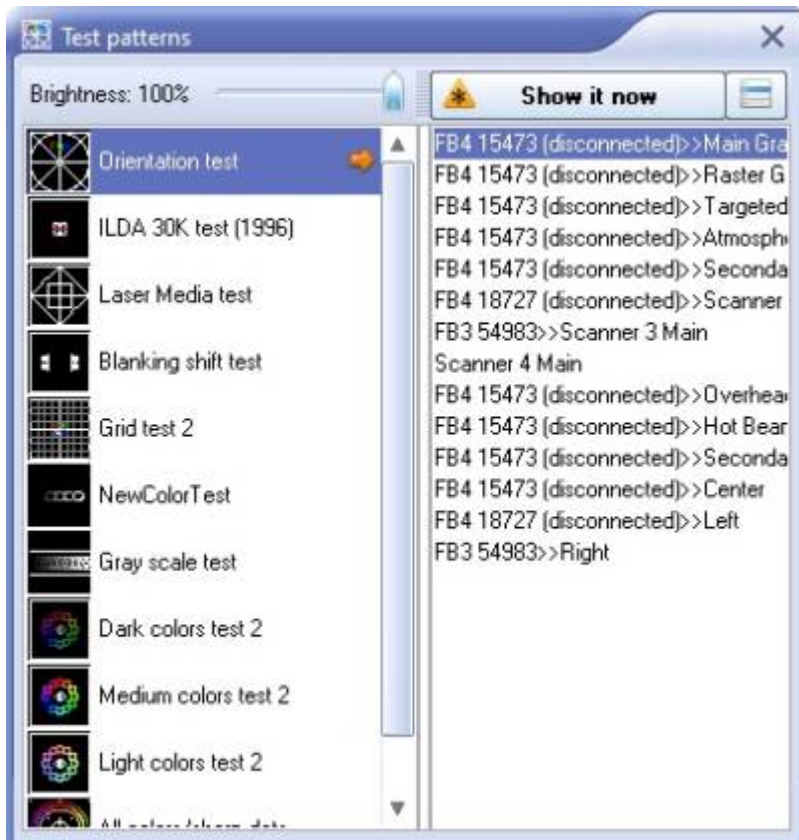 Test patterns
Brightness: 100%
Show it now
Orientation test
ILDA 30K test (1996)
Laser Media test
Blanking shift test
Grid test 2
NewColorTest
Gray scale test
Dark colors test 2
Medium colors test 2
Light colors test 2
FB4 15473 (disconnected)>>Main Gra
FB4 15473 (disconnected)>>Raster G
FB4 15473 (disconnected)>>Targeted
FB4 15473 (disconnected)>>Atmosph
FB4 15473 (disconnected)>>Seconda
FB4 18727 (disconnected)>>Scanner
FB3 54983>>Scanner 3 Main
Scanner 4 Main
FB4 15473 (disconnected)>>Overhea
FB4 15473 (disconnected)>>Hot Bear
FB4 15473 (disconnected)>>Seconda
FB4 15473 (disconnected)>>Center
FB4 18727 (disconnected)>>Left
FB3 54983>>Right